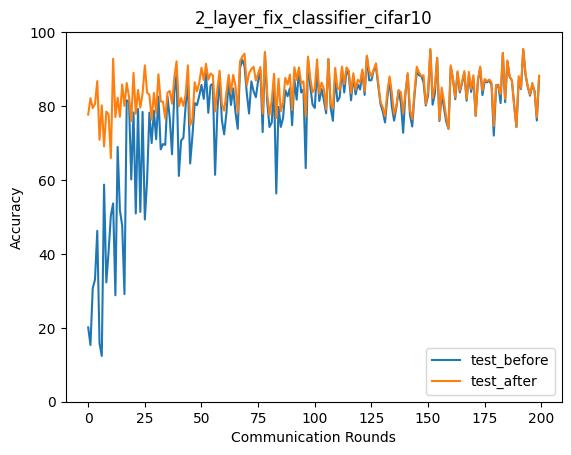 2_layer_fix_classifier_cifar10
100
80
60
40
20
0
Accuracy
0 25 50 75 100 125 150 175 200
Communication Rounds
test_before
test_after